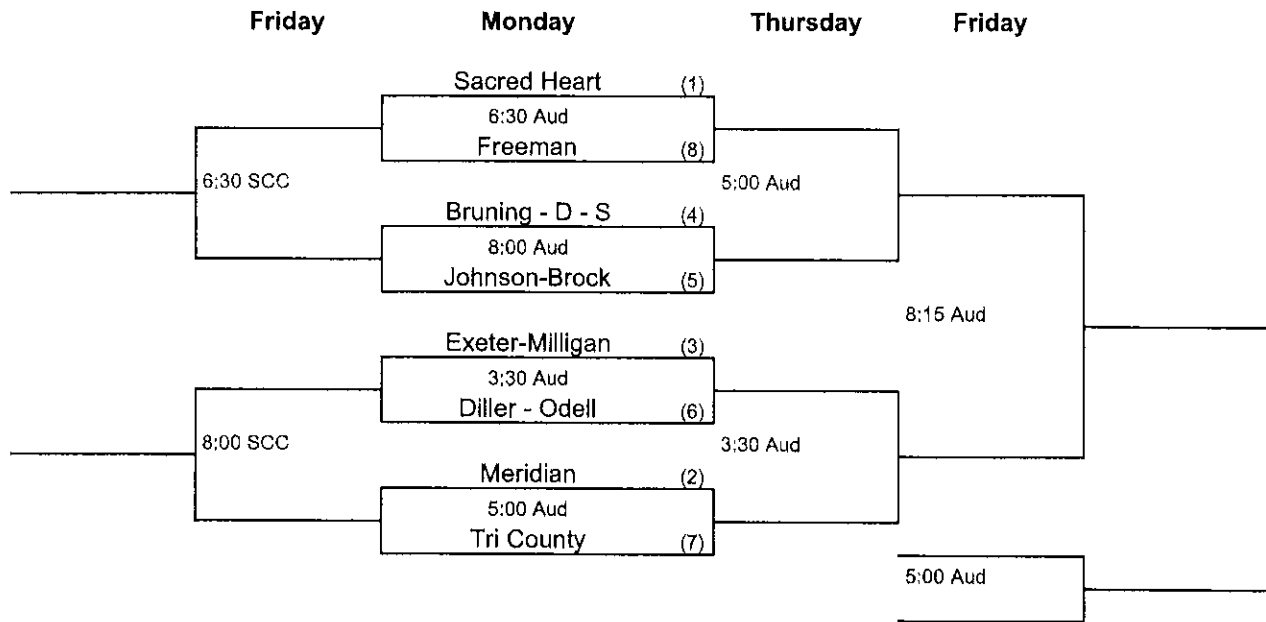 Friday Monday Thursday Friday
Sacred Heart (1)
6:30 Aud
Freeman (8)
6:30 SCC
5:00 Aud
Bruning - D - S (4)
8:00 Aud
Johnson-Brock (5)
8:15 Aud
Exeter-Milligan (3)
3:30 Aud
Diller - Odell (6)
8:00 SCC
3:30 Aud
Meridian (2)
5:00 Aud
Tri County (7)
5:00 Aud